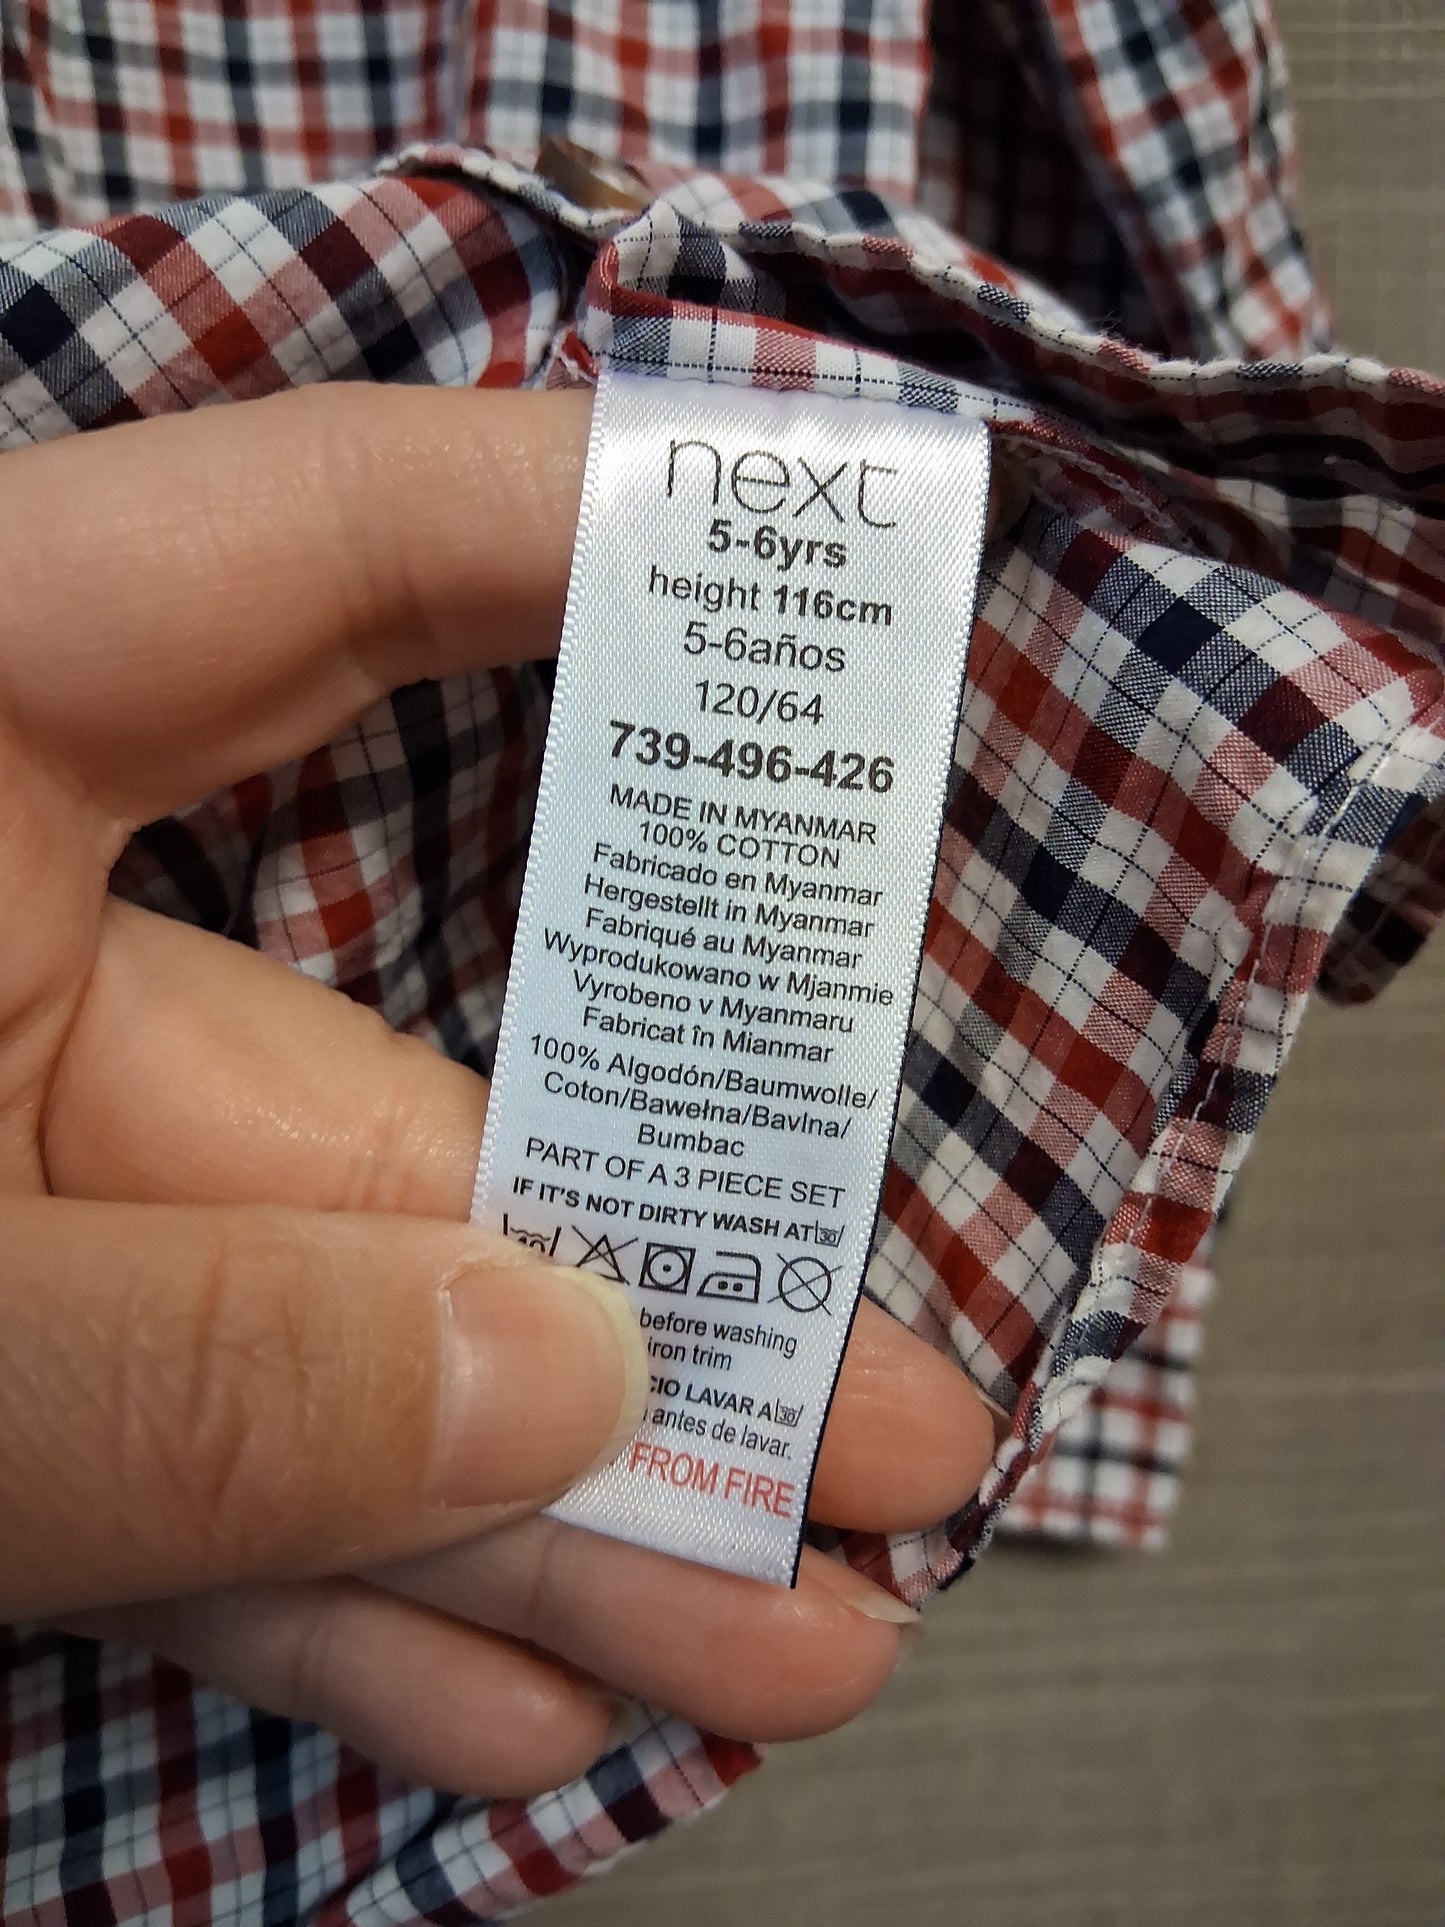 next
5-6yrs
height 116cm
5-6años
120/64
739-496-426
MADE IN MYANMAR
100% COTTON
Fabricado en Myanmar
Hergestellt in Myanmar
Fabriqué au Myanmar
Wyprodukowano w Mjanmie
Vyrobeno v Myanmaru
Fabricat în Mianmar
100% Algodón/Baumwolle/
Coton/Bawełna/Bavlna/
Bumbac
PART OF A 3 PIECE SET
IF IT'S NOT DIRTY WASH AT 30
40
before washing
iron trim
LAVAR A 30
antes de lavar.
FROM FIRE